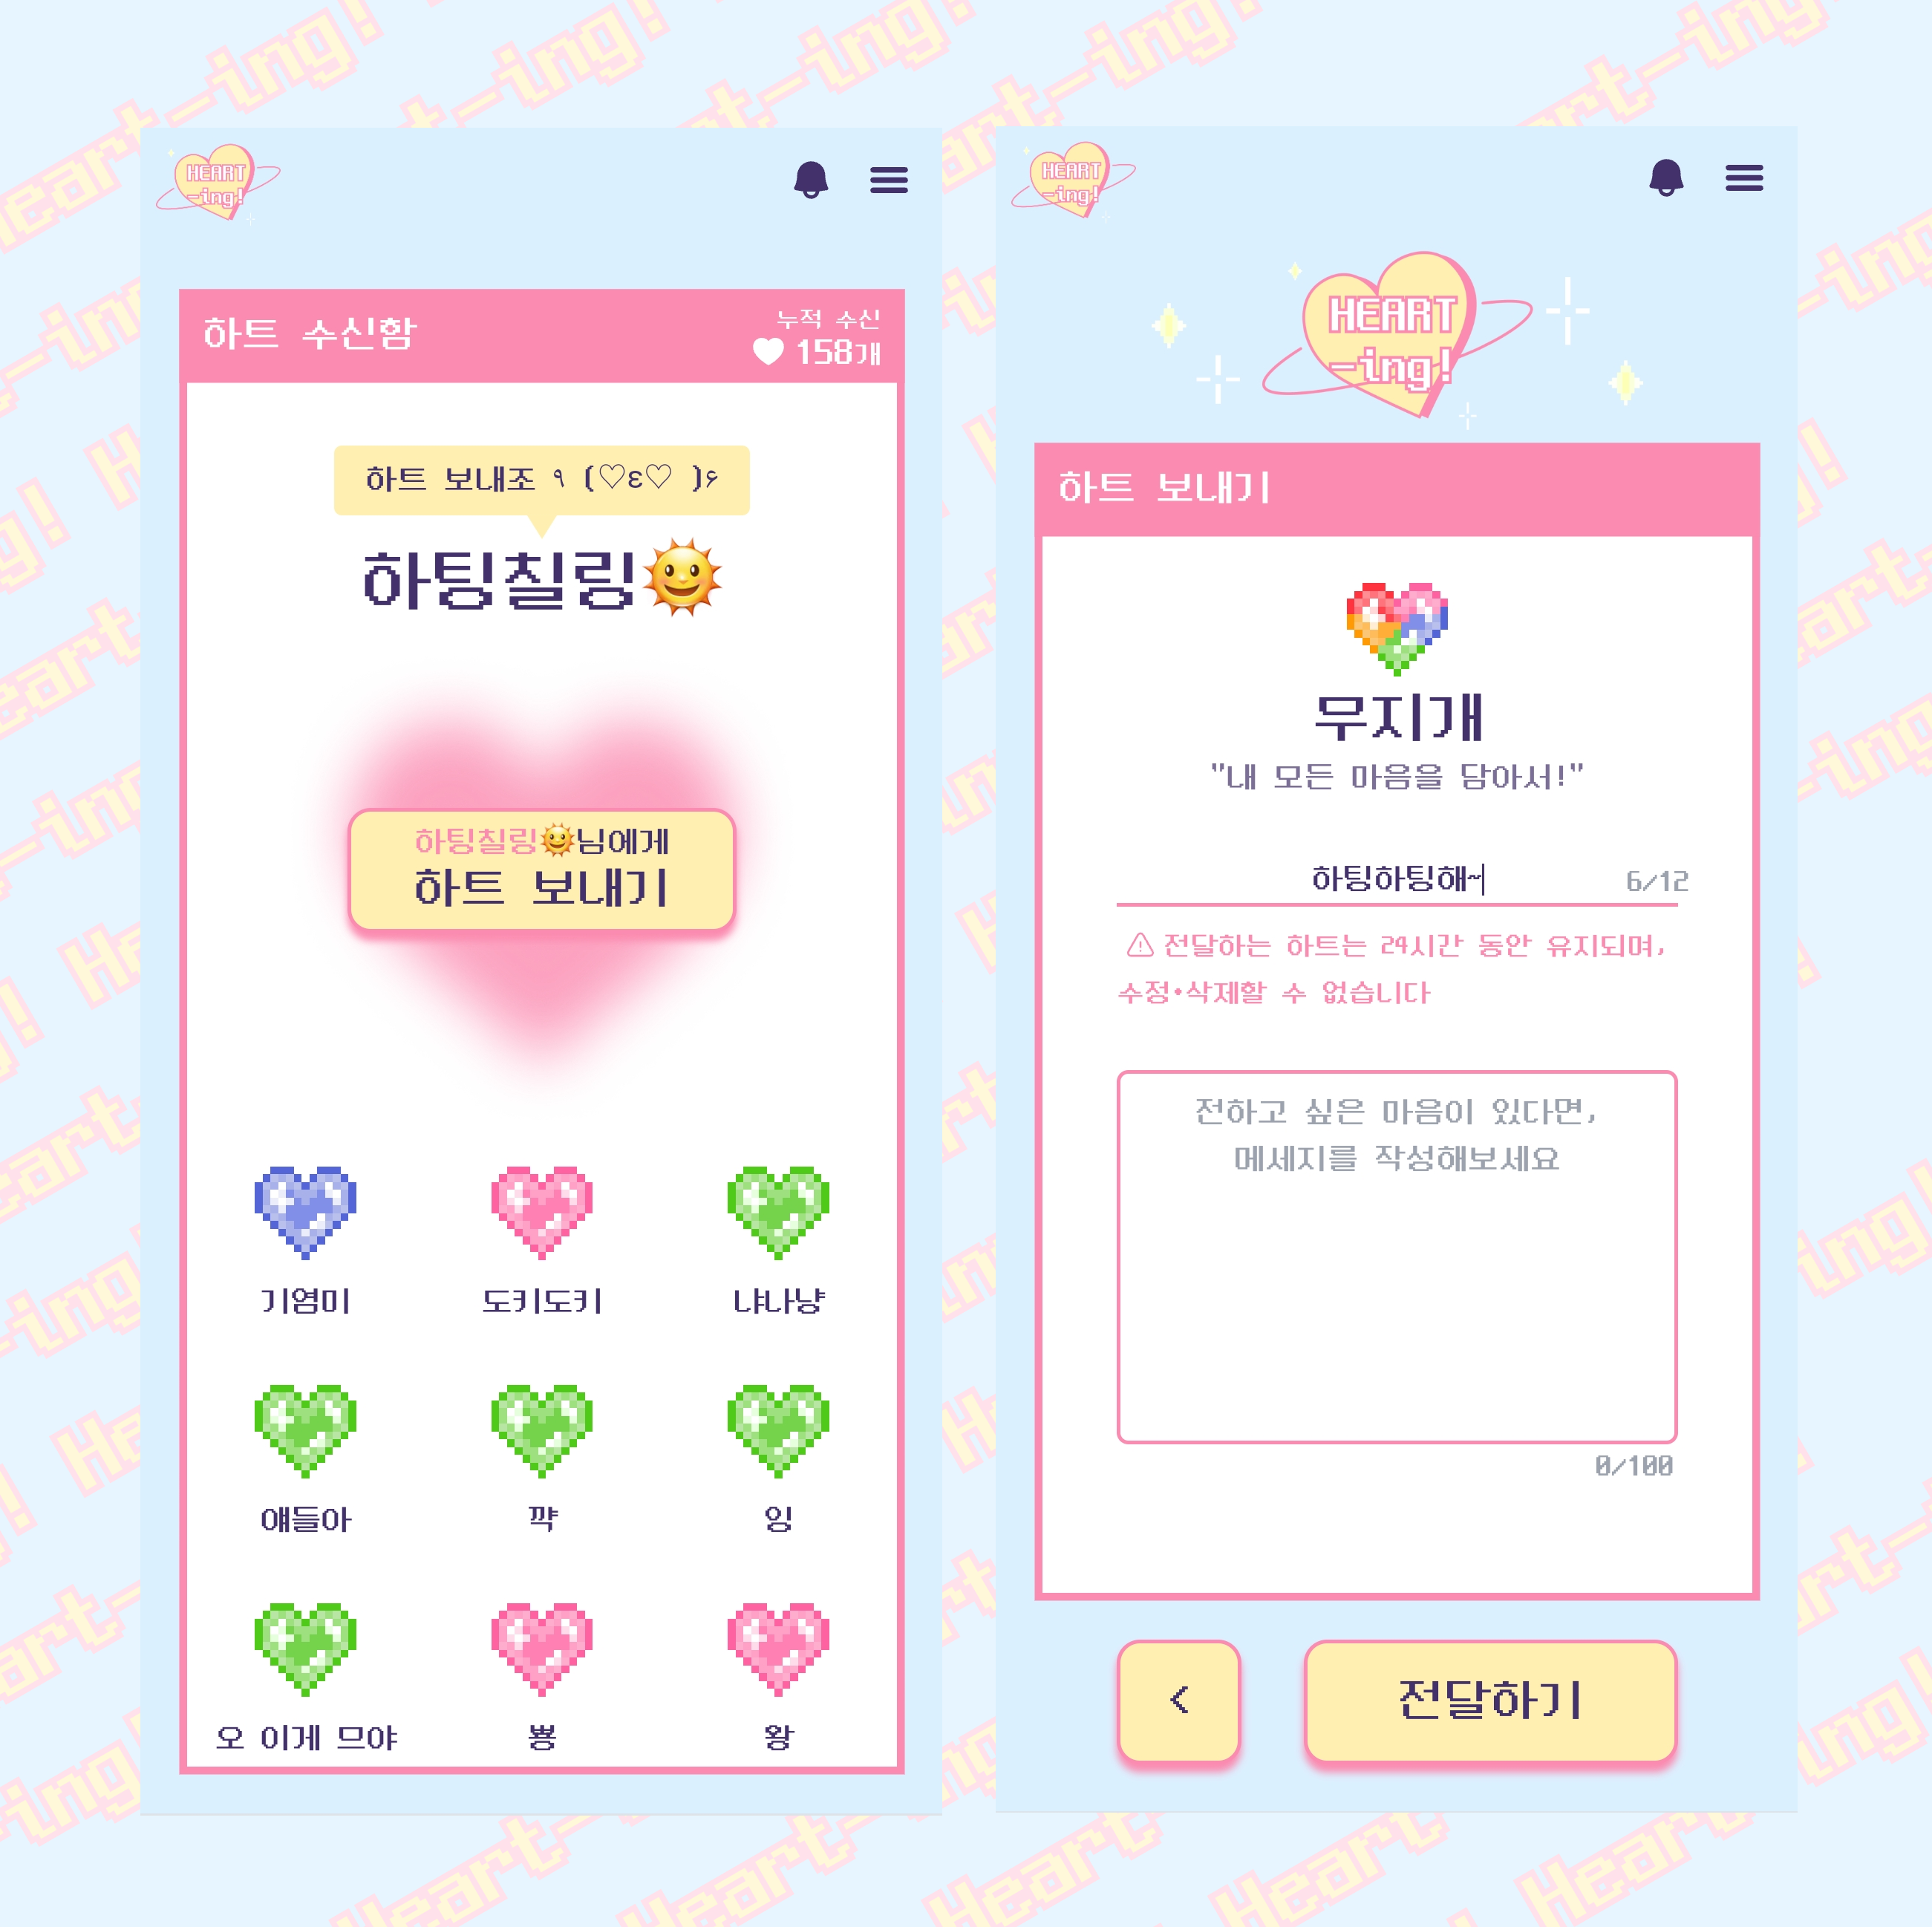 HEART
-ing!
하트 수신함
누적 수신
158개
하트 보내조 ٩ (♡ε♡ )۶
하팅칠링🌞
하팅칠링🌞님에게
하트 보내기
기염미
도키도키
냐나냥
얘들아
꺅
잉
오 이게 므야
뿅
왕
HEART
-ing!
HEART
-ing!
하트 보내기
무지개
"내 모든 마음을 담아서!"
하팅하팅해~
6/12
⚠ 전달하는 하트는 24시간 동안 유지되며,
수정•삭제할 수 없습니다
전하고 싶은 마음이 있다면,
메세지를 작성해보세요
0/100
<
전달하기
Heart-ing!